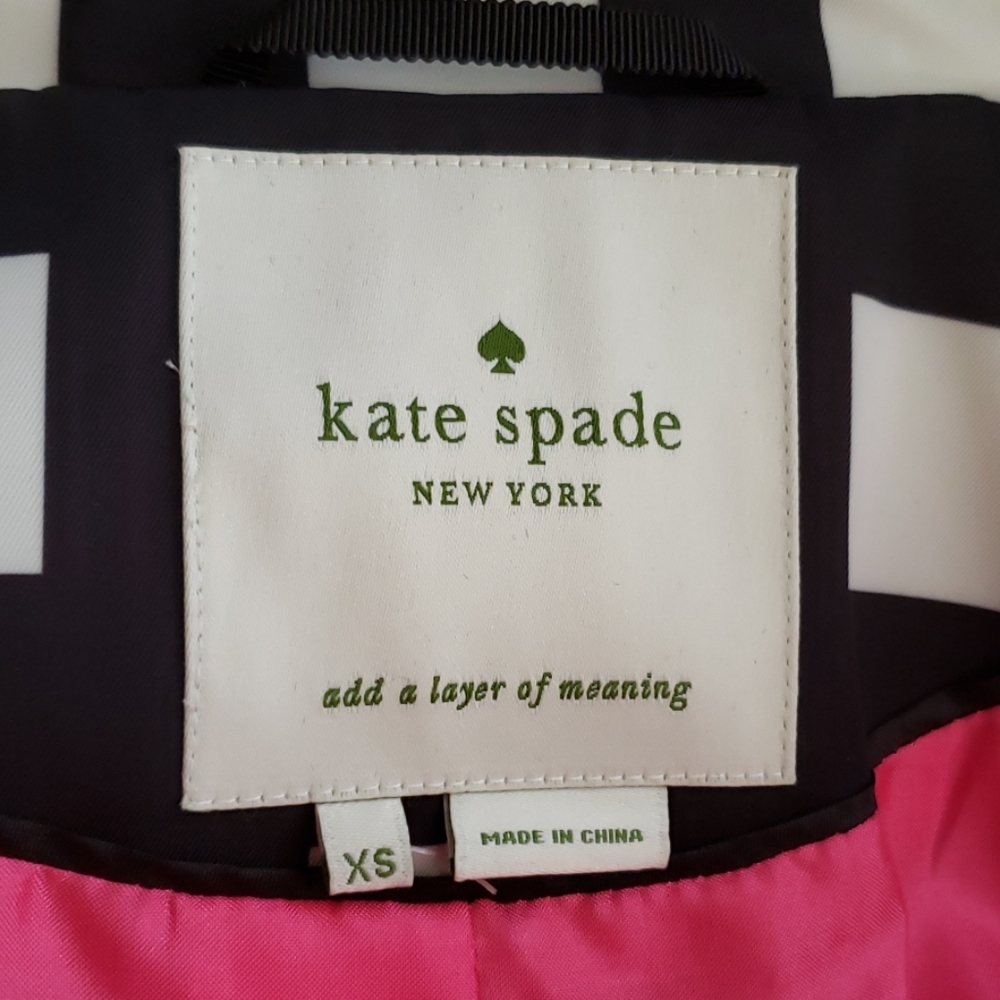 kate spade
NEW YORK
add a layer of meaning
XS
MADE IN CHINA